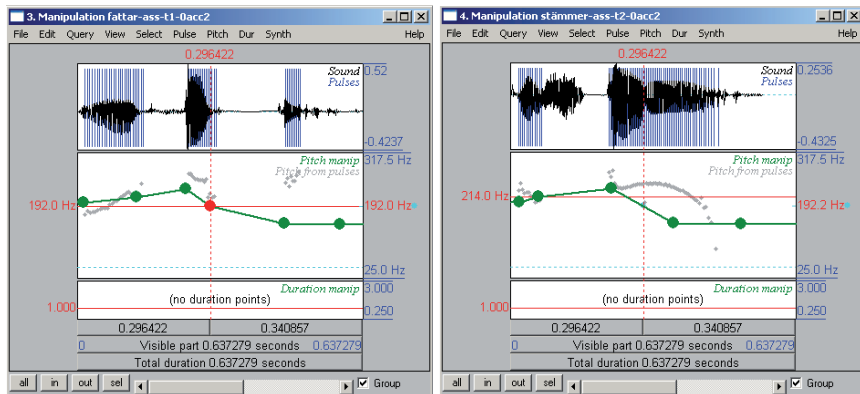 3. Manipulation fattar-ass-t1-0acc2
File Edit Query View Select Pulse Pitch Dur Synth Help
0.296422
Sound 0.52
Pulses
-0.4237
Pitch manip 317.5 Hz
Pitch from pulses
192.0 Hz 192.0 Hz
25.0 Hz
Duration manip 3.000
(no duration points)
1.000 0.250
0.296422 0.340857
0 Visible part 0.637279 seconds 0.637279
Total duration 0.637279 seconds
all in out sel Group
4. Manipulation stämmer-ass-t2-0acc2
File Edit Query View Select Pulse Pitch Dur Synth Help
0.296422
Sound 0.2536
Pulses
-0.4325
Pitch manip 317.5 Hz
Pitch from pulses
214.0 Hz 192.2 Hz
25.0 Hz
Duration manip 3.000
(no duration points)
1.000 0.250
0.296422 0.340857
0 Visible part 0.637279 seconds 0.637279
Total duration 0.637279 seconds
all in out sel Group